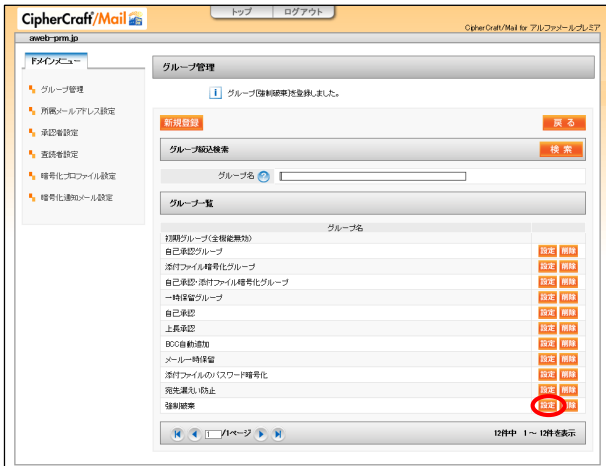 CipherCraft/Mail
トップ ログアウト
CipherCraft/Mail for アルファメールプレミア
aweb-prm.jp
ドメインメニュー
グループ管理
所属メールアドレス設定
承認者設定
査読者設定
暗号化プロファイル設定
暗号化通知メール設定
グループ管理
グループ[強制破棄]を登録しました。
新規登録 戻る
グループ絞込検索 検索
グループ名
グループ一覧
グループ名
初期グループ(全機能無効)
自己承認グループ 設定 削除
添付ファイル暗号化グループ 設定 削除
自己承認・添付ファイル暗号化グループ 設定 削除
一時保留グループ 設定 削除
自己承認 設定 削除
上長承認 設定 削除
BCC自動追加 設定 削除
メール一時保留 設定 削除
添付ファイルのパスワード暗号化 設定 削除
宛先漏えい防止 設定 削除
強制破棄 設定 削除
1 /1ページ 12件中 1～ 12件を表示